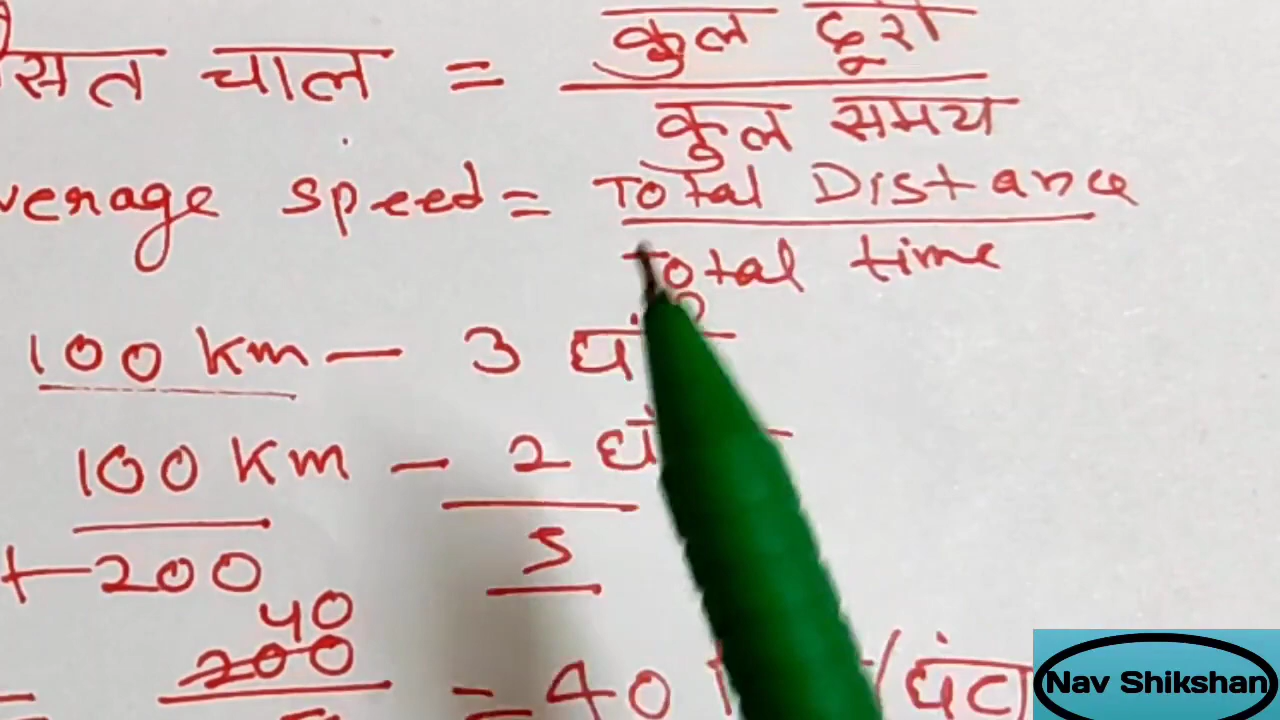 सत चाल = कुल दूरी
कुल समय
verage speed = Total Distance
Total time
100 km — 3
100 km — 2
+ 200 5
40
200 = 40
/घंटा
Nav Shikshan